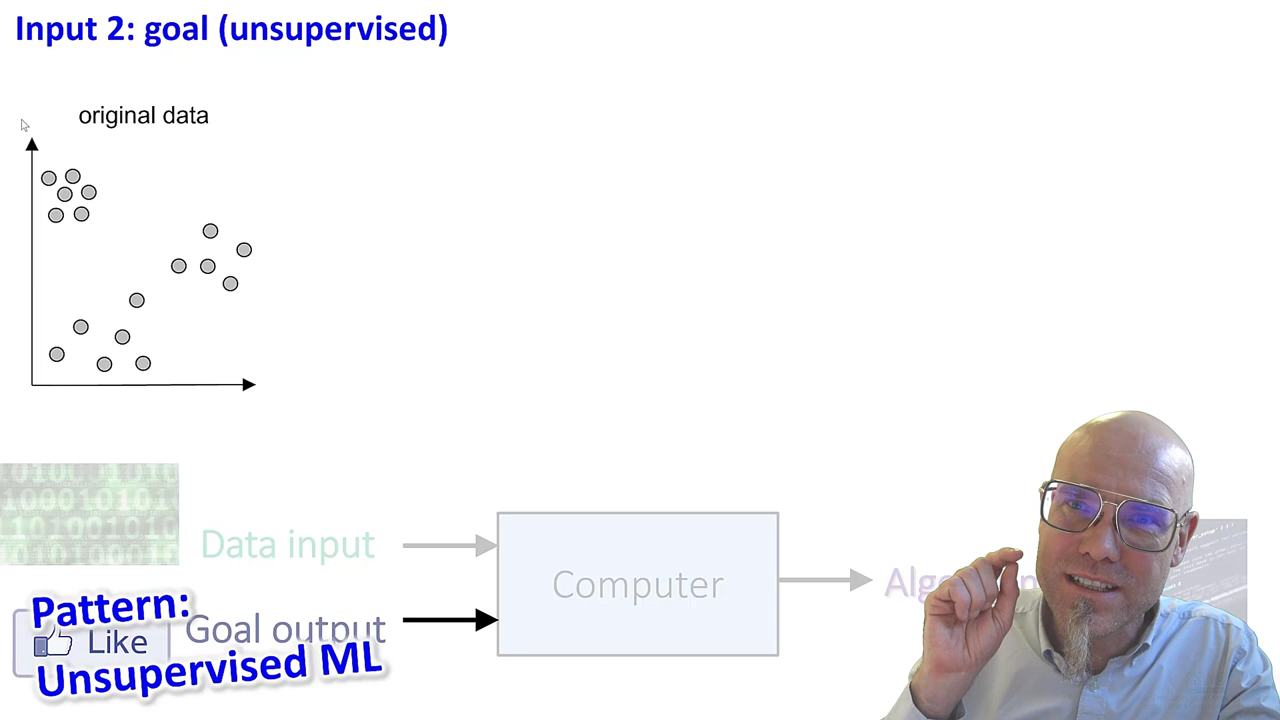 Input 2: goal (unsupervised)
original data
Data input
Computer
Pattern:
Like
Goal output
Unsupervised ML